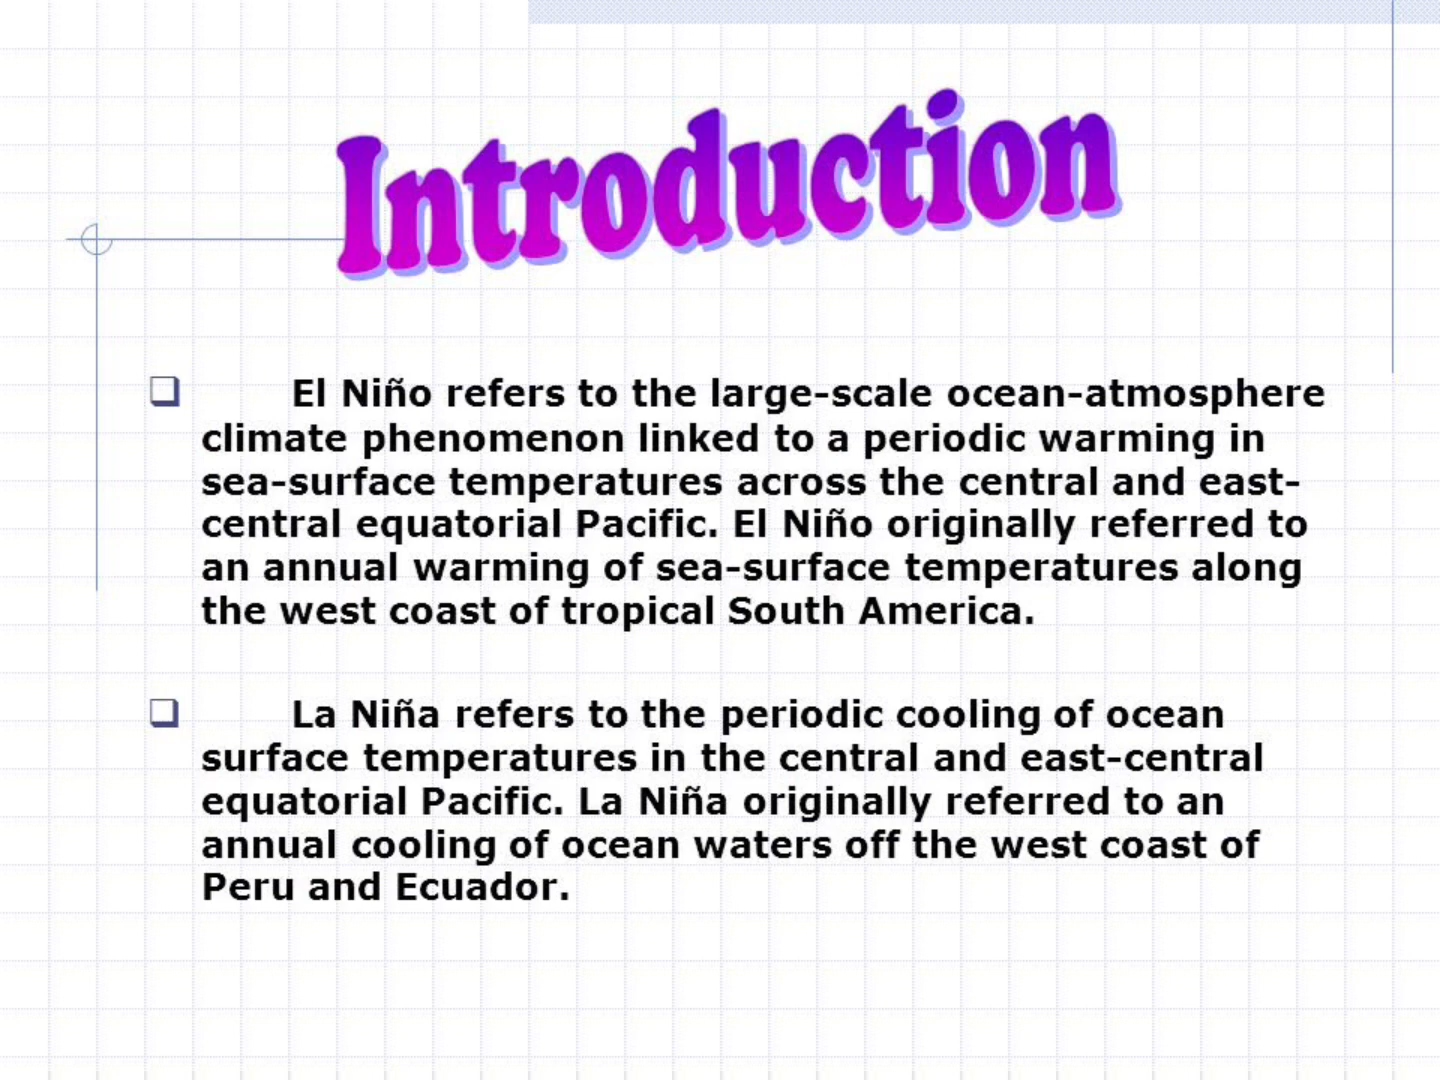 Introduction
❑ El Niño refers to the large-scale ocean-atmosphere
climate phenomenon linked to a periodic warming in
sea-surface temperatures across the central and east-
central equatorial Pacific. El Niño originally referred to
an annual warming of sea-surface temperatures along
the west coast of tropical South America.
❑ La Niña refers to the periodic cooling of ocean
surface temperatures in the central and east-central
equatorial Pacific. La Niña originally referred to an
annual cooling of ocean waters off the west coast of
Peru and Ecuador.